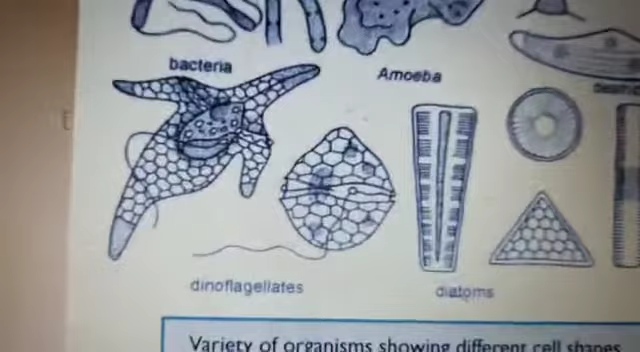 bacteria
Amoeba
dinoflagellates
diatoms
Variety of organisms showing different cell shapes